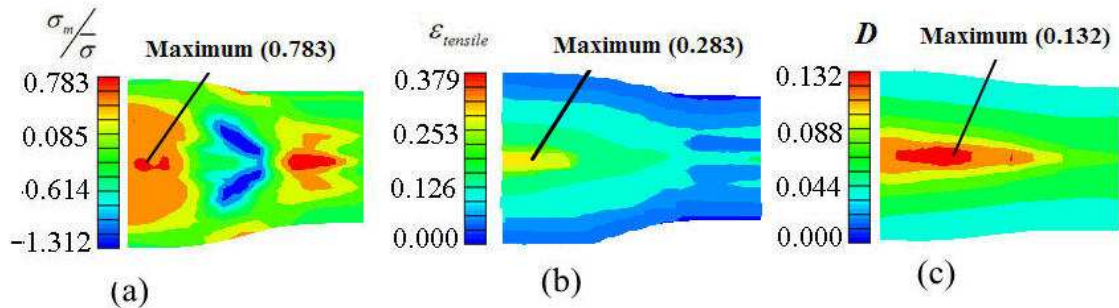 σm/σ̄
Maximum (0.783)
0.783
0.085
-0.614
−1.312
(a)
εtensile
Maximum (0.283)
0.379
0.253
0.126
0.000
(b)
D
Maximum (0.132)
0.132
0.088
0.044
0.000
(c)